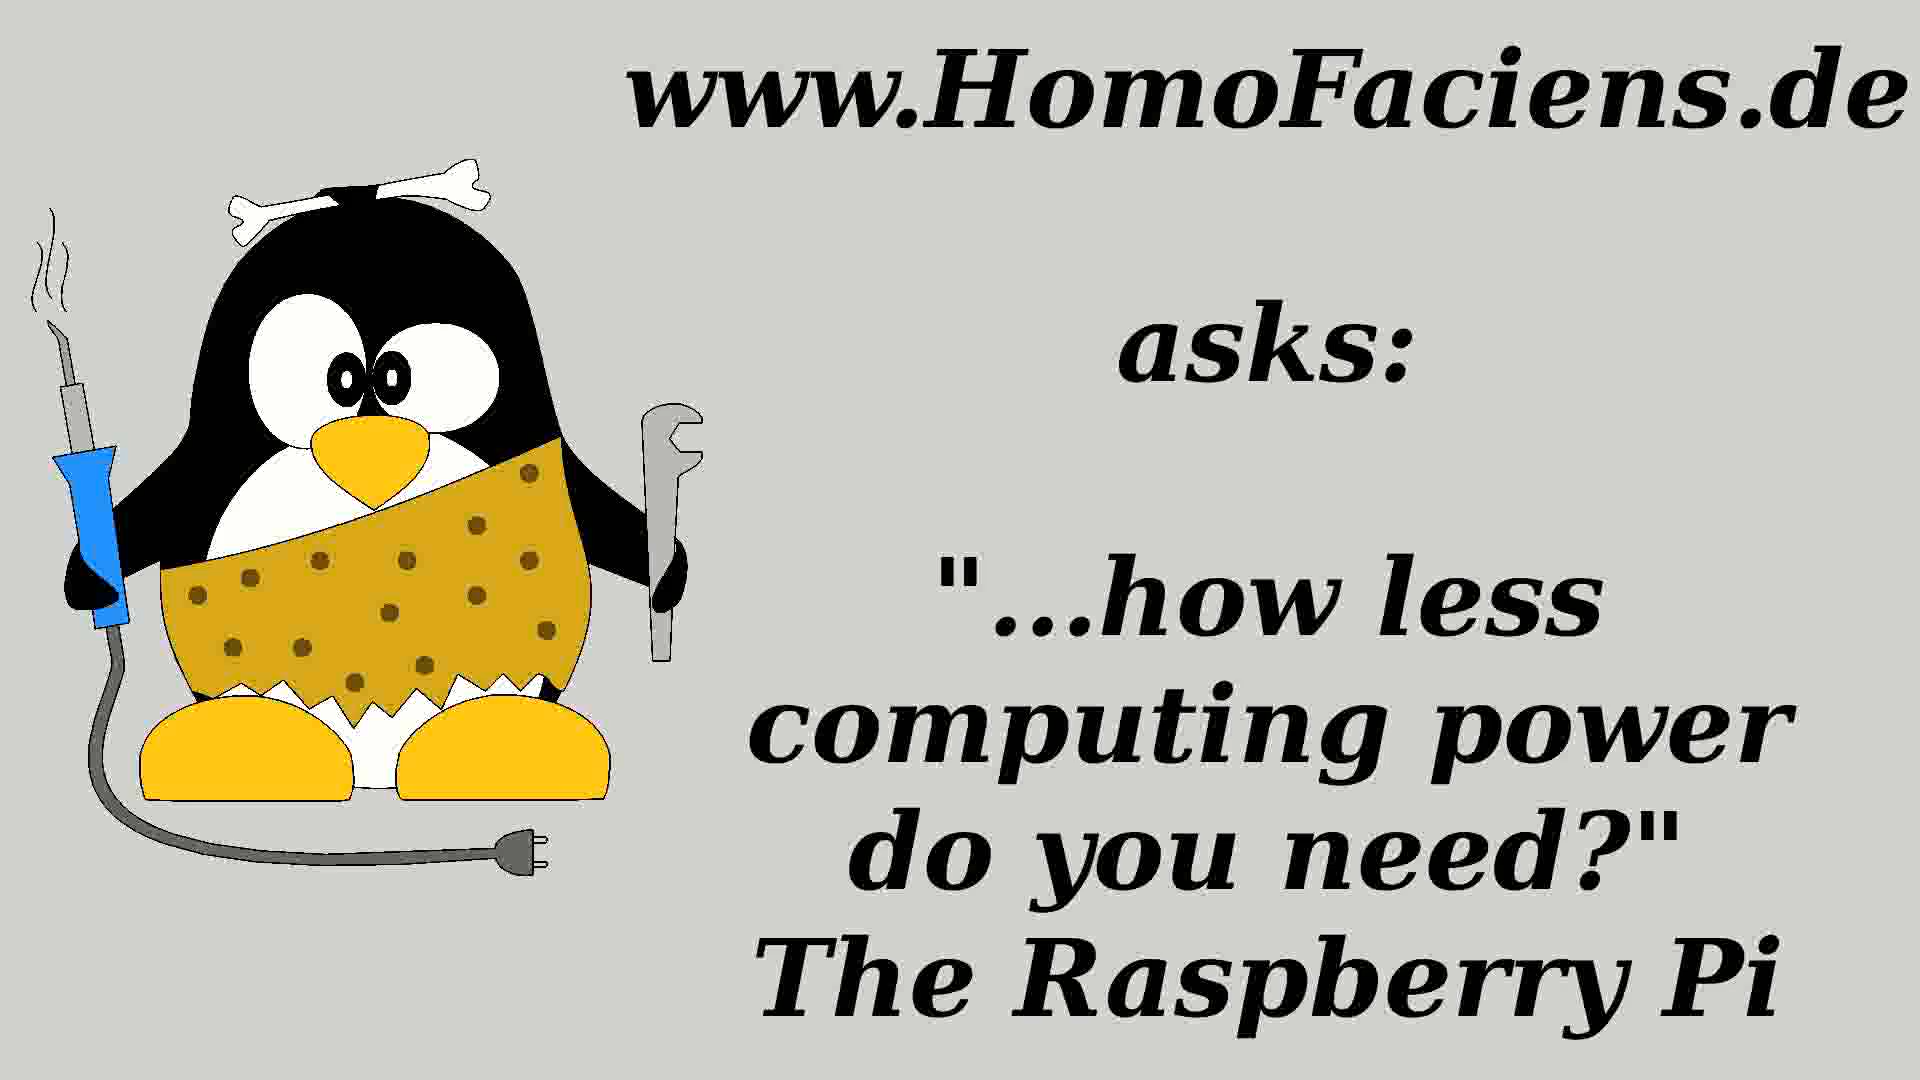 www.HomoFaciens.de
asks:
"...how less
computing power
do you need?"
The Raspberry Pi